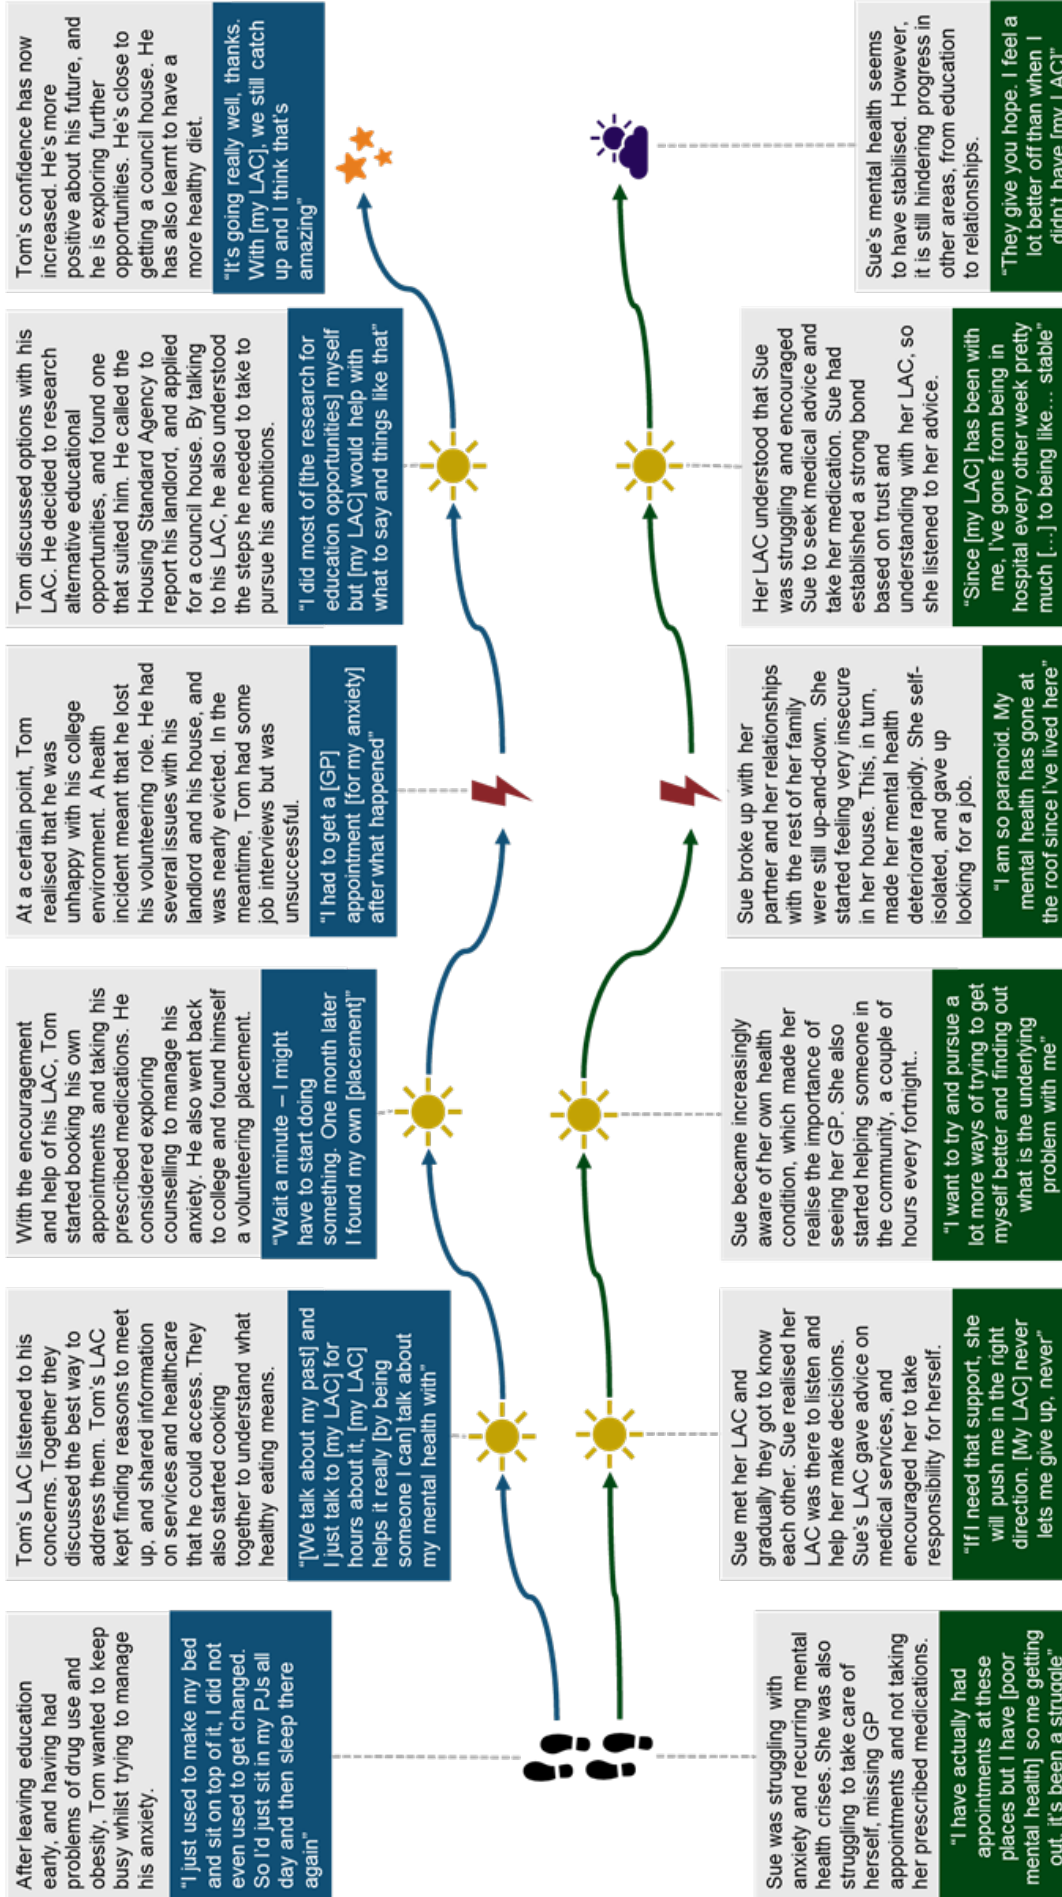 After leaving education
early, and having had
problems of drug use and
obesity, Tom wanted to keep
busy whilst trying to manage
his anxiety.
“I just used to make my bed
and sit on top of it, I did not
even used to get changed.
So I’d just sit in my PJs all
day and then sleep there
again”
Tom’s LAC listened to his
concerns. Together they
discussed the best way to
address them. Tom’s LAC
kept finding reasons to meet
up, and shared information
on services and healthcare
that he could access. They
also started cooking
together to understand what
healthy eating means.
“[We talk about my past] and
I just talk to [my LAC] for
hours about it, [my LAC]
helps it really [by being
someone I can] talk about
my mental health with”
With the encouragement
and help of his LAC, Tom
started booking his own
appointments and taking his
prescribed medications. He
considered exploring
counselling to manage his
anxiety. He also went back
to college and found himself
a volunteering placement.
“Wait a minute – I might
have to start doing
something. One month later
I found my own [placement]”
At a certain point, Tom
realised that he was
unhappy with his college
environment. A health
incident meant that he lost
his volunteering role. He had
several issues with his
landlord and his house, and
was nearly evicted. In the
meantime, Tom had some
job interviews but was
unsuccessful.
“I had to get a [GP]
appointment [for my anxiety]
after what happened”
Tom discussed options with his
LAC. He decided to research
alternative educational
opportunities, and found one
that suited him. He called the
Housing Standard Agency to
report his landlord, and applied
for a council house. By talking
to his LAC, he also understood
the steps he needed to take to
pursue his ambitions.
“I did most of [the research for
education opportunities] myself
but [my LAC] would help with
what to say and things like that”
Tom’s confidence has now
increased. He’s more
positive about his future, and
he is exploring further
opportunities. He’s close to
getting a council house. He
has also learnt to have a
more healthy diet.
“It’s going really well, thanks.
With [my LAC], we still catch
up and I think that’s
amazing”
Sue was struggling with
anxiety and recurring mental
health crises. She was also
struggling to take care of
herself, missing GP
appointments and not taking
her prescribed medications.
“I have actually had
appointments at these
places but I have [poor
mental health] so some getting
out, it’s been a struggle”
Sue met her LAC and
gradually they got to know
each other. Sue realised her
LAC was there to listen and
help her make decisions.
Sue’s LAC gave advice on
medical services, and
encouraged her to take
responsibility for herself.
“If I need that support, she
will push me in the right
direction. [My LAC] never
lets me give up, never”
Sue became increasingly
aware of her own health
condition, which made her
realise the importance of
seeing her GP. She also
started helping someone in
the community, a couple of
hours every fortnight..
“I want to try and pursue a
lot more ways of trying to get
myself better and finding out
what is the underlying
problem with me”
Sue broke up with her
partner and her relationships
with the rest of her family
were still up-and-down. She
started feeling very insecure
in her house. This, in turn,
made her mental health
deteriorate rapidly. She self-
isolated, and gave up
looking for a job.
“I am so paranoid. My
mental health has gone at
the roof since I’ve lived here”
Her LAC understood that Sue
was struggling and encouraged
Sue to seek medical advice and
take her medication. Sue had
established a strong bond
based on trust and
understanding with her LAC, so
she listened to her advice.
“Since [my LAC] has been with
me, I’ve gone from being in
hospital every other week pretty
much [...] to being like... stable”
Sue’s mental health seems
to have stabilised. However,
it is still hindering progress in
other areas, from education
to relationships.
“They give you hope. I feel a
lot better off than when I
didn’t have [my LAC]”